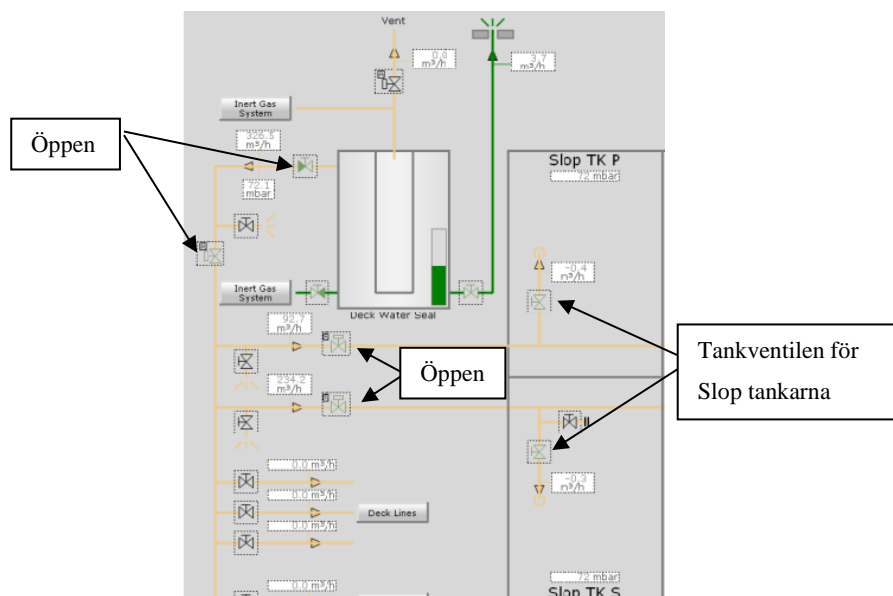 Vent
0.0
m³/h
3.7
m³/h
Inert Gas
System
Öppen
326.5
m³/h
72.1
mbar
Slop TK P
72 mbar
-0.4
m³/h
Inert Gas
System
Deck Water Seal
92.7
m³/h
Öppen
Tankventilen för
Slop tankarna
234.2
m³/h
-0.3
m³/h
0.0 m³/h
0.0 m³/h
Deck Lines
0.0 m³/h
72 mbar
0.0 m³/h
Slop TK S